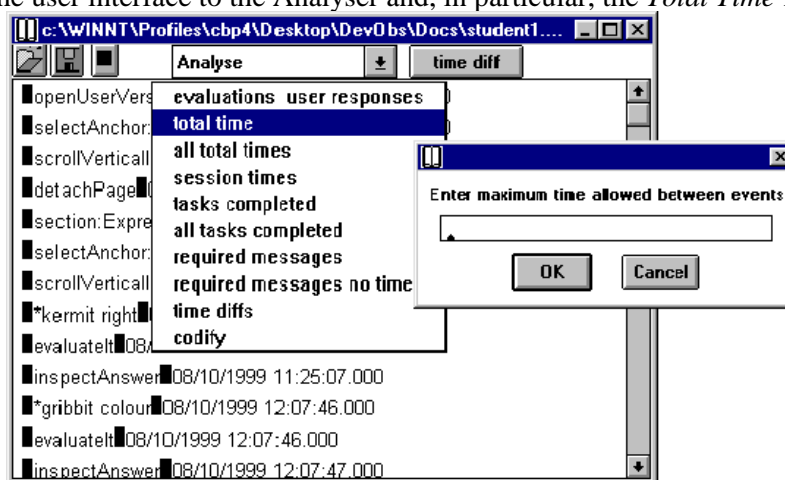 he user interface to the Analyser and, in particular, the Total Time
c:\WINNT\Profiles\cbp4\Desktop\DevObs\Docs\student1....
Analyse
time diff
openUserVers
evaluations user responses
selectAnchor:
total time
scrollVerticall
all total times
detachPage
session times
section:Expre
tasks completed
selectAnchor:
all tasks completed
scrollVerticall
required messages
*kermit right
required messages no time
evaluateIt 08/
time diffs
codify
inspectAnswer 08/10/1999 11:25:07.000
*gribbit colour 08/10/1999 12:07:46.000
evaluateIt 08/10/1999 12:07:46.000
inspectAnswer 08/10/1999 12:07:47.000
Enter maximum time allowed between events
OK
Cancel